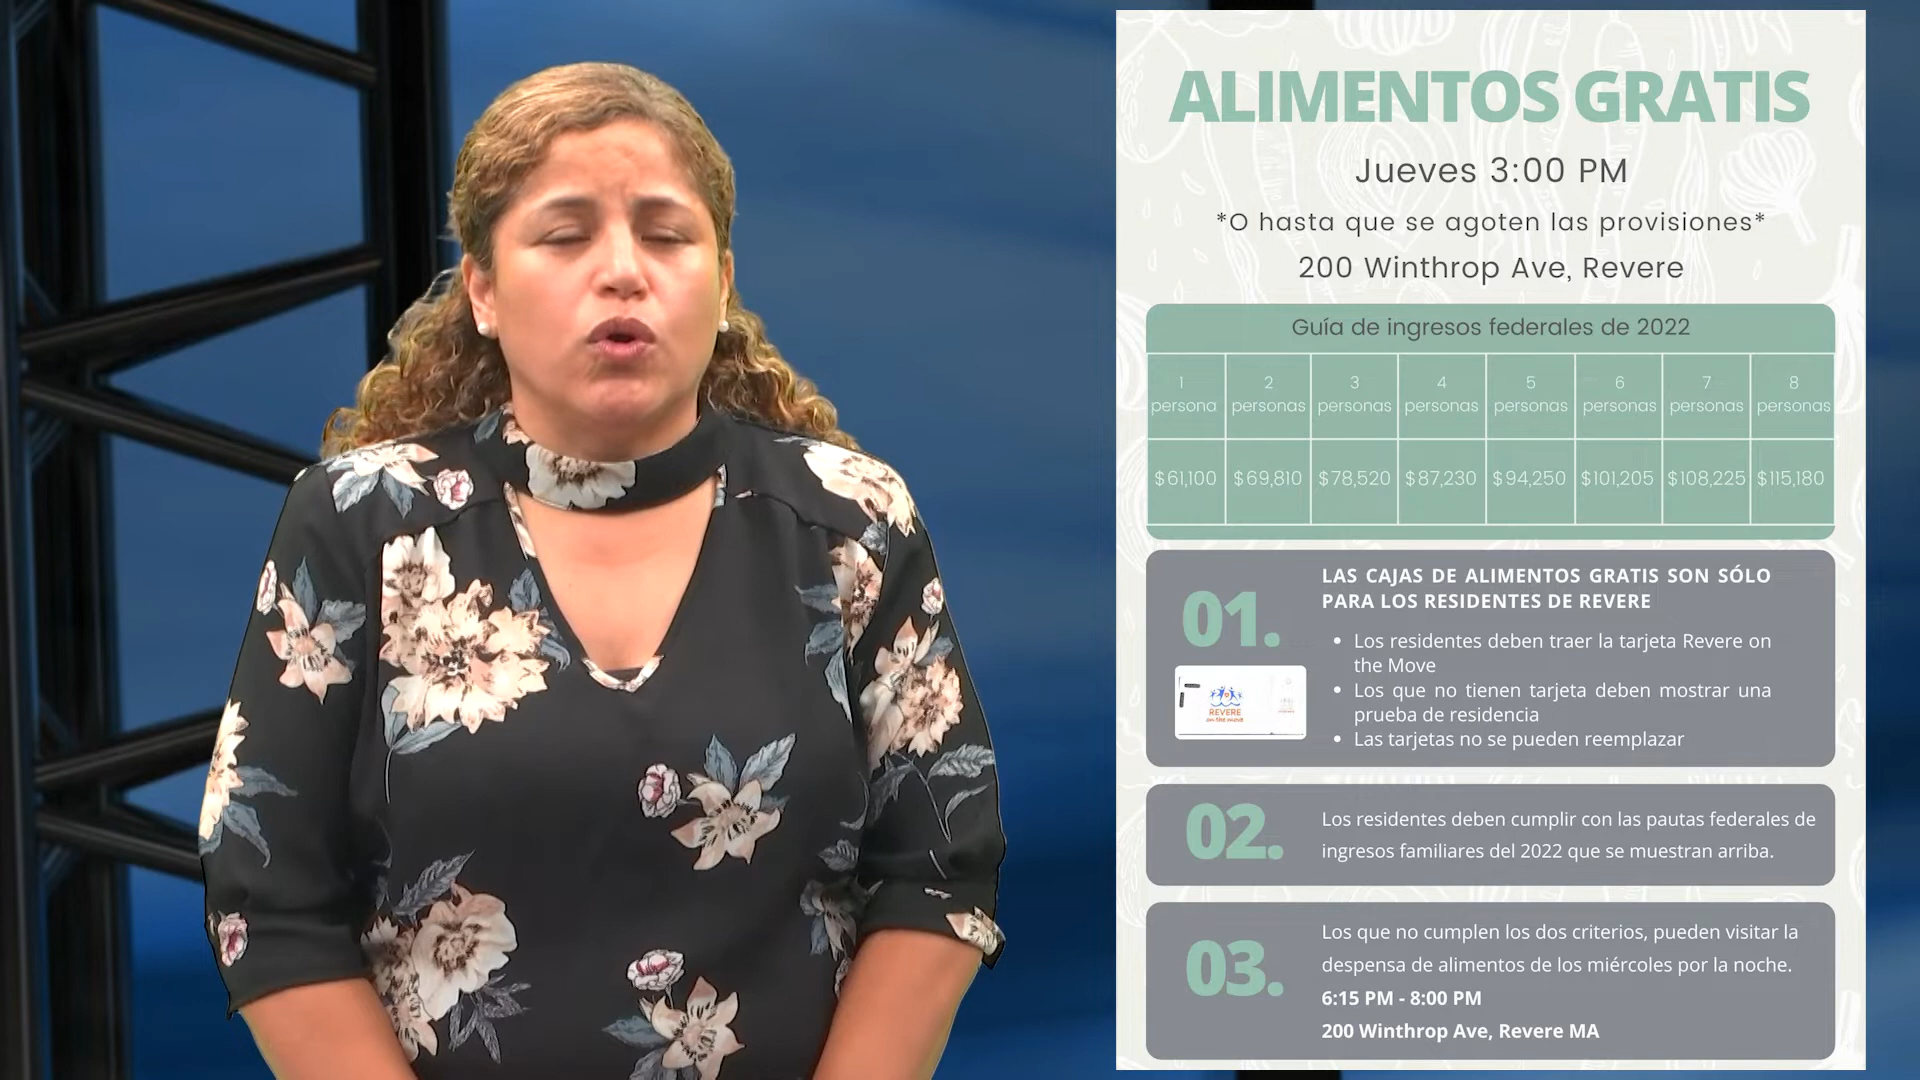 ALIMENTOS GRATIS
Jueves 3:00 PM
*O hasta que se agoten las provisiones*
200 Winthrop Ave, Revere
Guía de ingresos federales de 2022
1 persona 2 personas 3 personas 4 personas 5 personas 6 personas 7 personas 8 personas
$61,100 $69,810 $78,520 $87,230 $94,250 $101,205 $108,225 $115,180
01.
LAS CAJAS DE ALIMENTOS GRATIS SON SÓLO
PARA LOS RESIDENTES DE REVERE
• Los residentes deben traer la tarjeta Revere on
the Move
• Los que no tienen tarjeta deben mostrar una
prueba de residencia
• Las tarjetas no se pueden reemplazar
REVERE
on the move
02.
Los residentes deben cumplir con las pautas federales de
ingresos familiares del 2022 que se muestran arriba.
03.
Los que no cumplen los dos criterios, pueden visitar la
despensa de alimentos de los miércoles por la noche.
6:15 PM - 8:00 PM
200 Winthrop Ave, Revere MA